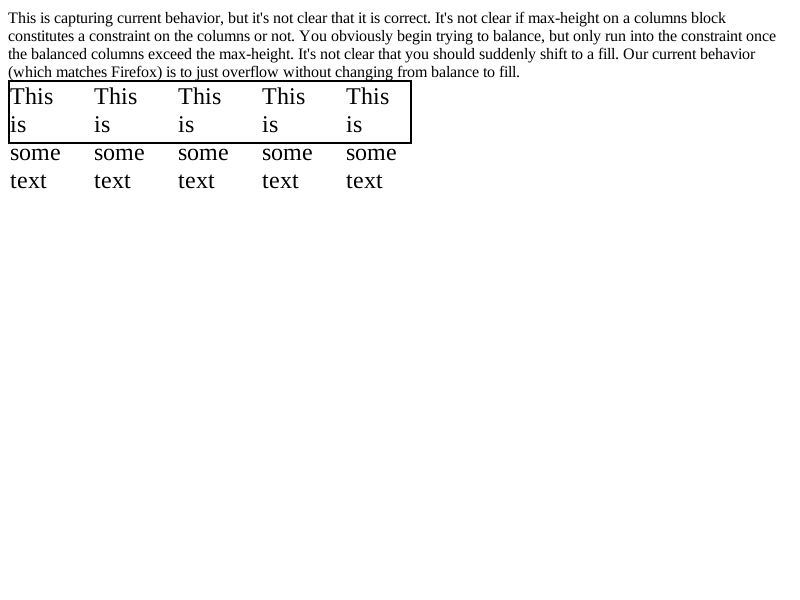 This is capturing current behavior, but it's not clear that it is correct. It's not clear if max-height on a columns block
constitutes a constraint on the columns or not. You obviously begin trying to balance, but only run into the constraint once
the balanced columns exceed the max-height. It's not clear that you should suddenly shift to a fill. Our current behavior
(which matches Firefox) is to just overflow without changing from balance to fill.
This
is
some
text
This
is
some
text
This
is
some
text
This
is
some
text
This
is
some
text